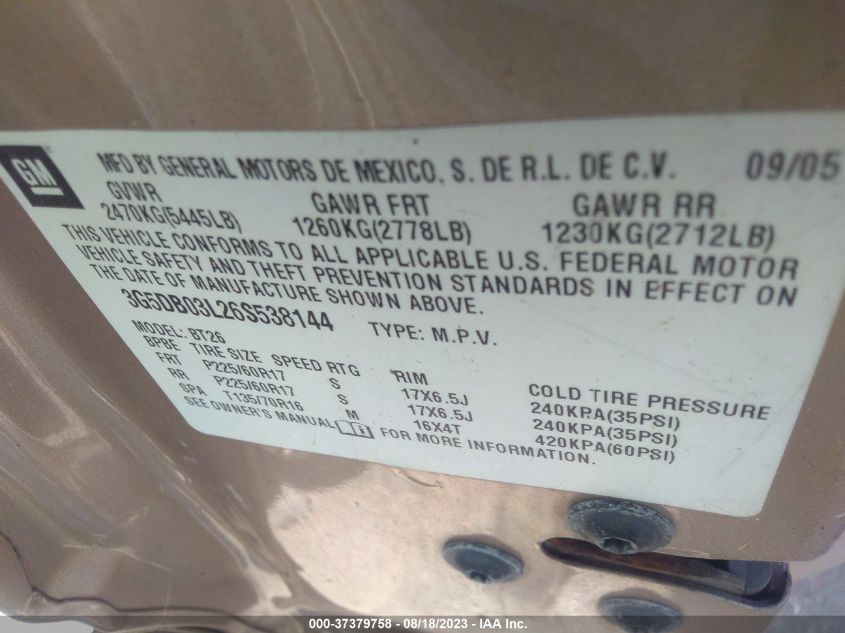 GM MFD BY GENERAL MOTORS DE MEXICO, S. DE R.L. DE C.V. 09/05
GVWR GAWR FRT GAWR RR
2470KG(5445LB) 1260KG(2778LB) 1230KG(2712LB)
THIS VEHICLE CONFORMS TO ALL APPLICABLE U.S. FEDERAL MOTOR
VEHICLE SAFETY AND THEFT PREVENTION STANDARDS IN EFFECT ON
THE DATE OF MANUFACTURE SHOWN ABOVE.
3G5DB03L26S538144 TYPE: M.P.V.
MODEL: BT26
BPBE TIRE SIZE SPEED RTG RIM COLD TIRE PRESSURE
FRT P225/60R17 S 17X6.5J 240KPA(35PSI)
RR P225/60R17 S 17X6.5J 240KPA(35PSI)
SPA T135/70R16 M 16X4T 420KPA(60PSI)
SEE OWNER'S MANUAL FOR MORE INFORMATION.
000-37379758 - 08/18/2023 - IAA Inc.